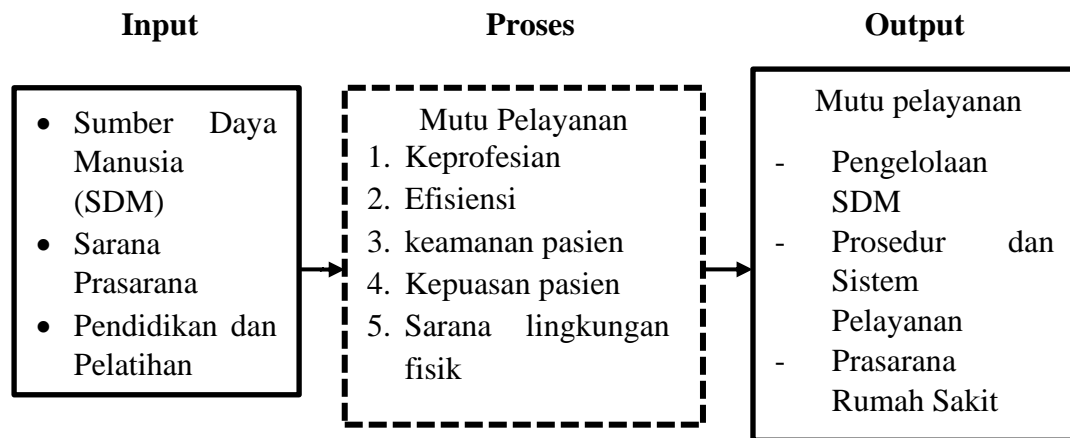 Input
Proses
Output
• Sumber Daya
Manusia
(SDM)
• Sarana
Prasarana
• Pendidikan dan
Pelatihan
Mutu Pelayanan
1. Keprofesian
2. Efisiensi
3. keamanan pasien
4. Kepuasan pasien
5. Sarana lingkungan
fisik
Mutu pelayanan
- Pengelolaan
SDM
- Prosedur dan
Sistem
Pelayanan
- Prasarana
Rumah Sakit